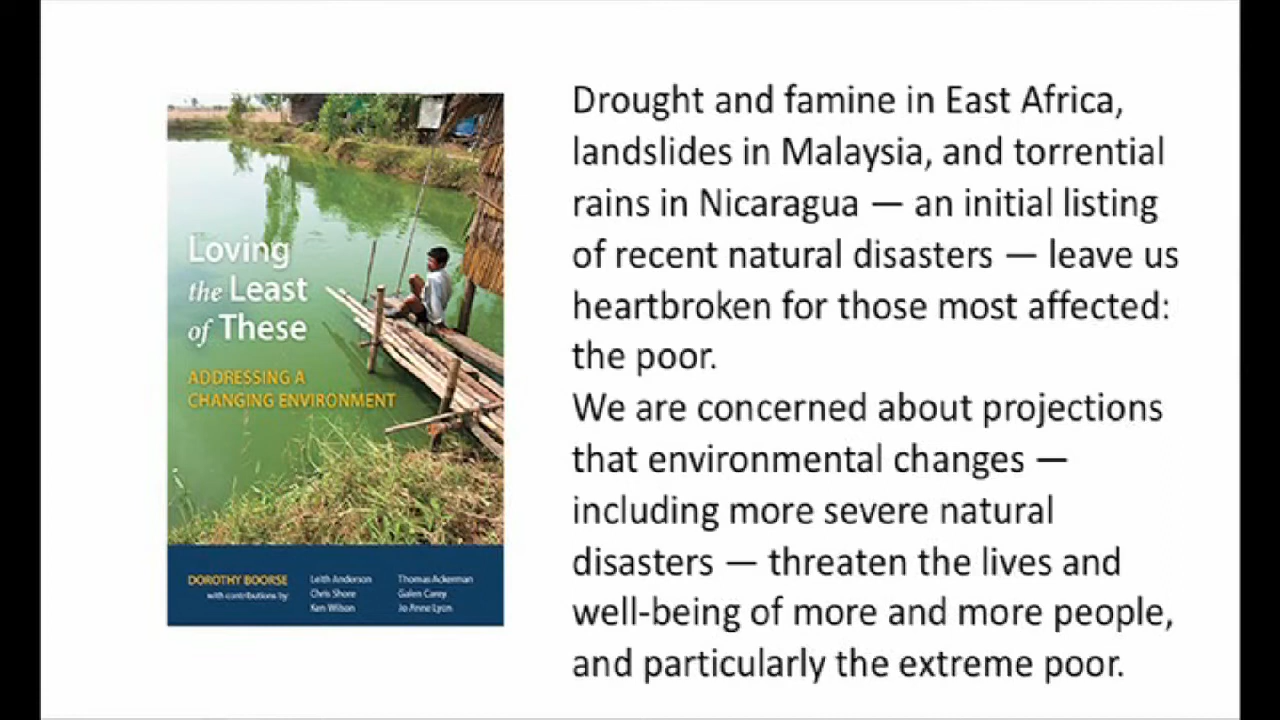 Loving
the Least
of These
ADDRESSING A
CHANGING ENVIRONMENT
DOROTHY BOORSE
with contributions by:
Leith Anderson
Chris Shore
Ken Wilson
Thomas Ackerman
Galen Carey
Jo Anne Lyon
Drought and famine in East Africa,
landslides in Malaysia, and torrential
rains in Nicaragua — an initial listing
of recent natural disasters — leave us
heartbroken for those most affected:
the poor.
We are concerned about projections
that environmental changes —
including more severe natural
disasters — threaten the lives and
well-being of more and more people,
and particularly the extreme poor.